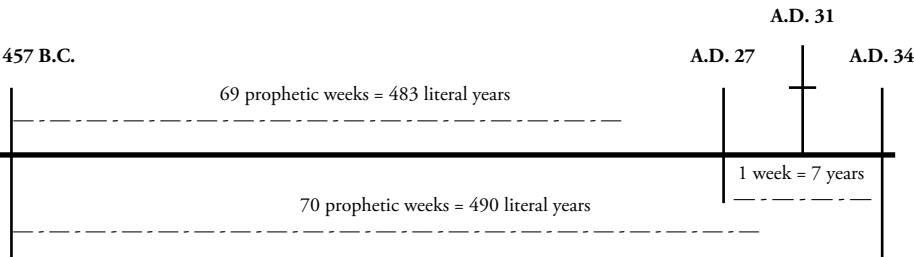 A.D. 31
457 B.C.
A.D. 27
A.D. 34
69 prophetic weeks = 483 literal years
1 week = 7 years
70 prophetic weeks = 490 literal years